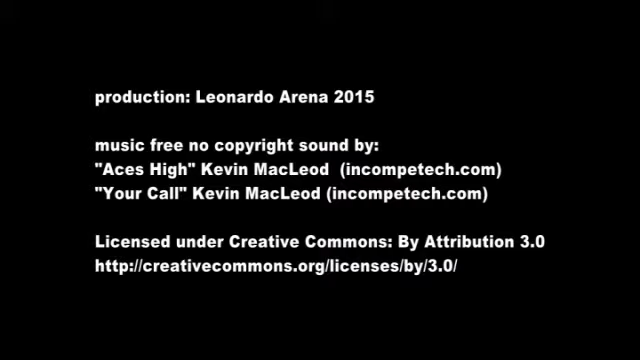 production: Leonardo Arena 2015
music free no copyright sound by:
"Aces High" Kevin MacLeod  (incompetech.com)
"Your Call" Kevin MacLeod (incompetech.com)
Licensed under Creative Commons: By Attribution 3.0
http://creativecommons.org/licenses/by/3.0/